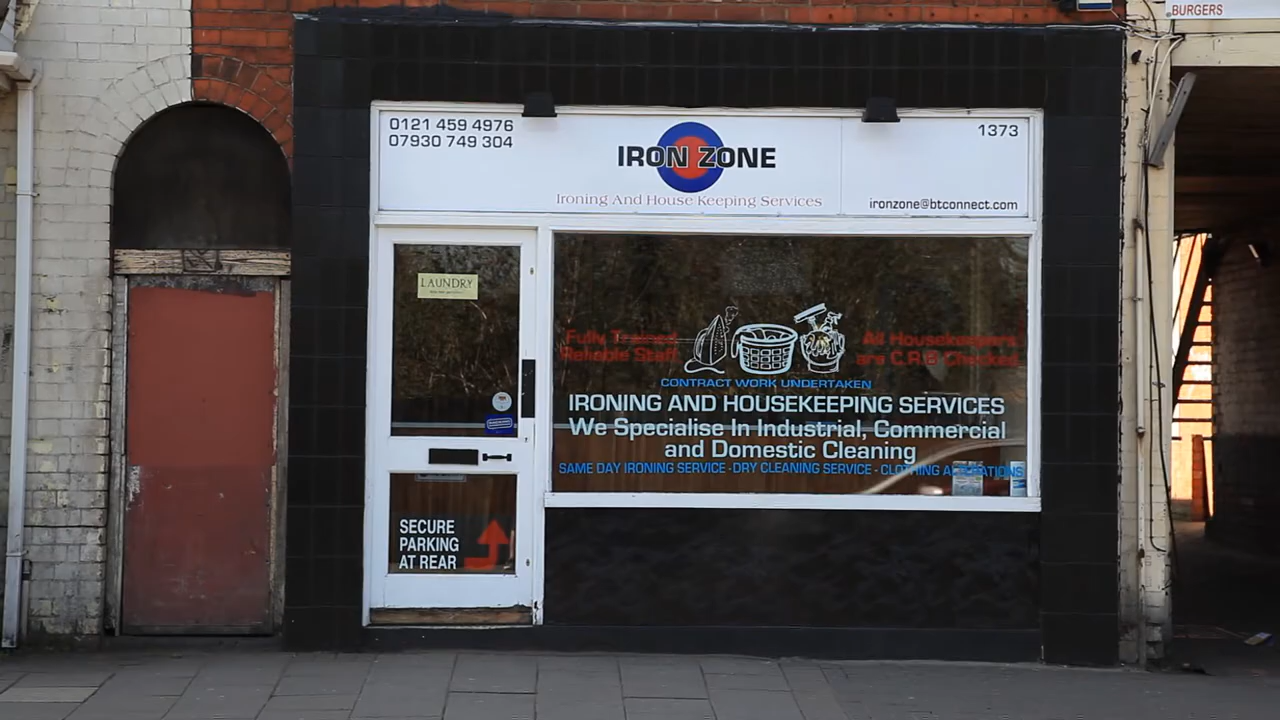 BURGERS
0121 459 4976
07930 749 304
IRON ZONE
Ironing And House Keeping Services
1373
ironzone@btconnect.com
LAUNDRY
Fully Trained
Reliable Staff
All Housekeepers
are C.R.B Checked
CONTRACT WORK UNDERTAKEN
IRONING AND HOUSEKEEPING SERVICES
We Specialise In Industrial, Commercial
and Domestic Cleaning
SAME DAY IRONING SERVICE - DRY CLEANING SERVICE - CLOTHING ALTERATIONS
SECURE
PARKING
AT REAR